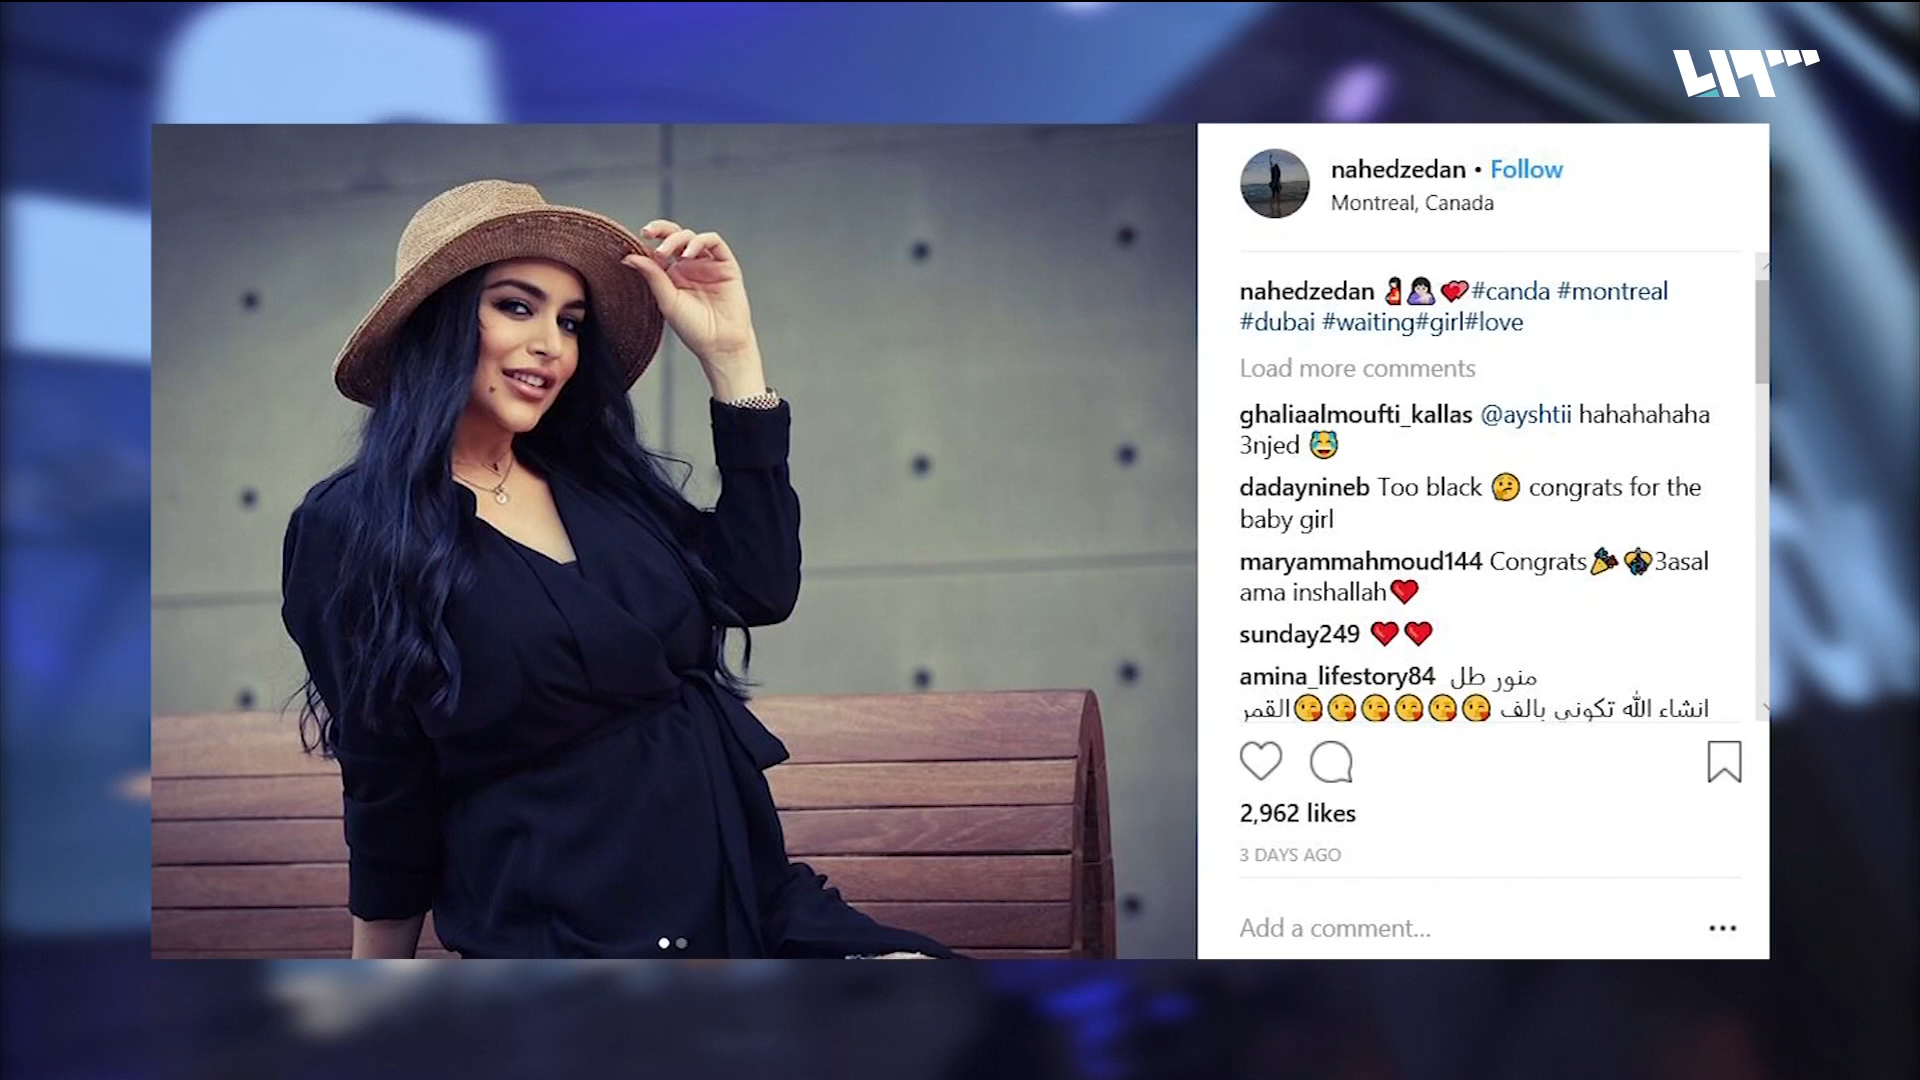 nahedzedan • Follow
Montreal, Canada
nahedzedan #canda #montreal
#dubai #waiting#girl#love
Load more comments
ghaliaalmoufti_kallas @ayshtii hahahahaha
3njed
dadaynineb Too black 🤔 congrats for the
baby girl
maryammahmoud144 Congrats 3asal
ama inshallah❤
sunday249 ❤❤
amina_lifestory84 منور طل
انشاء الله تكوني بالف 😘😘😘😘😘😘القمر
2,962 likes
3 DAYS AGO
Add a comment...